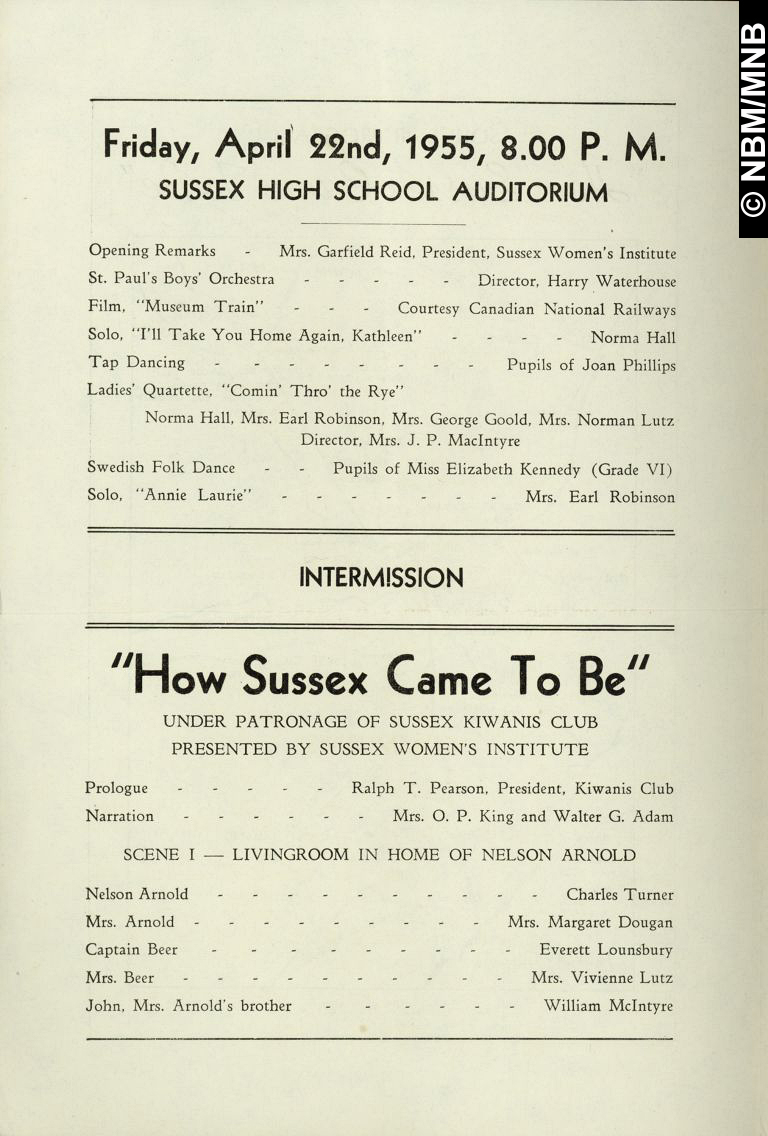 Friday, April 22nd, 1955, 8.00 P. M.
SUSSEX HIGH SCHOOL AUDITORIUM
Opening Remarks - Mrs. Garfield Reid, President, Sussex Women's Institute
St. Paul's Boys' Orchestra - - - - - Director, Harry Waterhouse
Film, "Museum Train" - - - Courtesy Canadian National Railways
Solo, "I'll Take You Home Again, Kathleen" - - - - Norma Hall
Tap Dancing - - - - - - - - Pupils of Joan Phillips
Ladies' Quartette, "Comin' Thro' the Rye"
Norma Hall, Mrs. Earl Robinson, Mrs. George Goold, Mrs. Norman Lutz
Director, Mrs. J. P. MacIntyre
Swedish Folk Dance - - Pupils of Miss Elizabeth Kennedy (Grade VI)
Solo, "Annie Laurie" - - - - - - - Mrs. Earl Robinson
INTERMISSION
"How Sussex Came To Be"
UNDER PATRONAGE OF SUSSEX KIWANIS CLUB
PRESENTED BY SUSSEX WOMEN'S INSTITUTE
Prologue - - - - - Ralph T. Pearson, President, Kiwanis Club
Narration - - - - - - Mrs. O. P. King and Walter G. Adam
SCENE I — LIVINGROOM IN HOME OF NELSON ARNOLD
Nelson Arnold - - - - - - - - - - Charles Turner
Mrs. Arnold - - - - - - - - - Mrs. Margaret Dougan
Captain Beer - - - - - - - - - Everett Lounsbury
Mrs. Beer - - - - - - - - - - Mrs. Vivienne Lutz
John, Mrs. Arnold's brother - - - - - - William McIntyre
© NBM/MNB